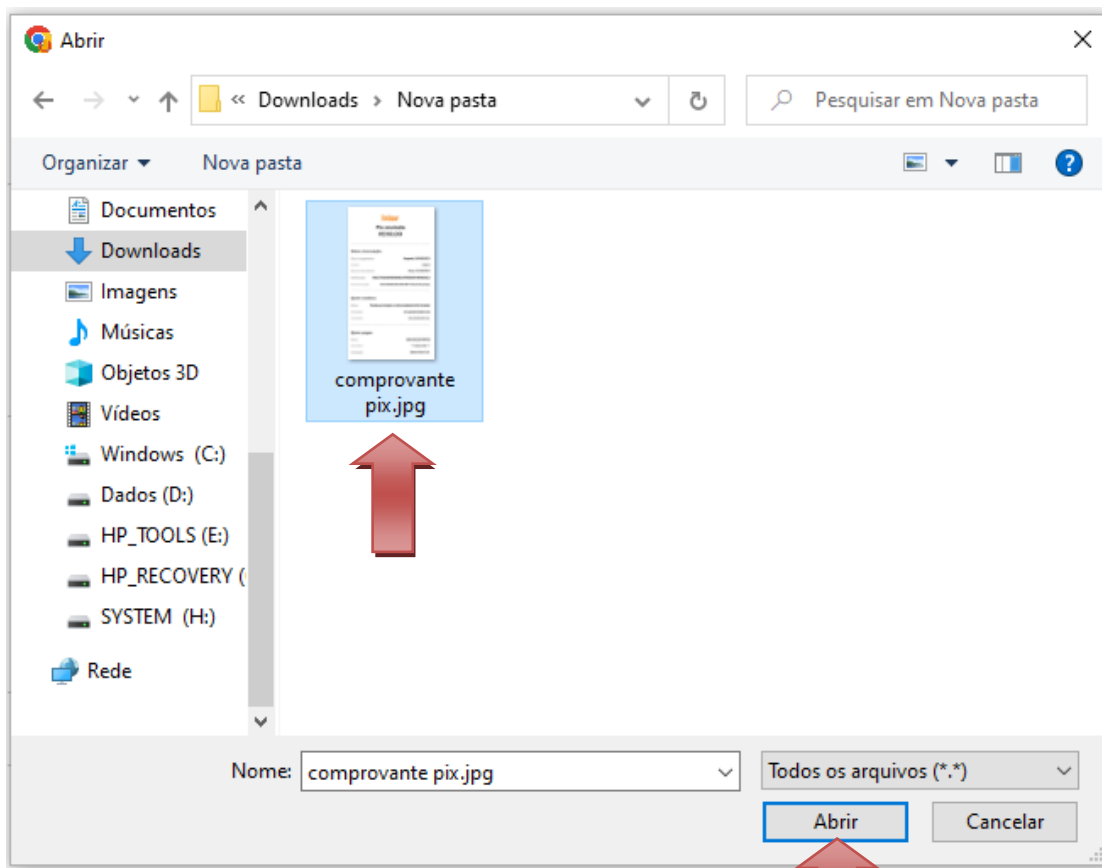 Abrir
« Downloads › Nova pasta
Pesquisar em Nova pasta
Organizar
Nova pasta
?
Documentos
Downloads
Imagens
Músicas
Objetos 3D
Vídeos
Windows (C:)
Dados (D:)
HP_TOOLS (E:)
HP_RECOVERY (
SYSTEM (H:)
Rede
comprovante
pix.jpg
Nome: comprovante pix.jpg
Todos os arquivos (*.*)
Abrir
Cancelar